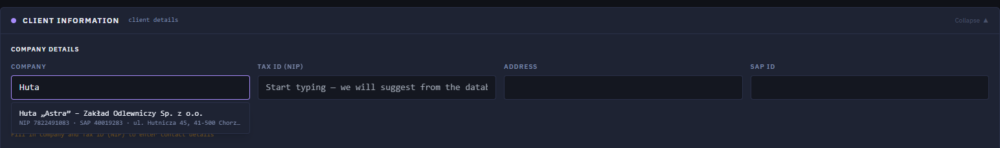 CLIENT INFORMATION client details Collapse ▲
COMPANY DETAILS
COMPANY TAX ID (NIP) ADDRESS SAP ID
Huta Start typing — we will suggest from the datab
Huta „Astra” – Zakład Odlewniczy Sp. z o.o.
NIP 7822491083 · SAP 40019283 · ul. Hutnicza 45, 41-500 Chorz…
Fill in company and Tax ID (NIP) to enter contact details